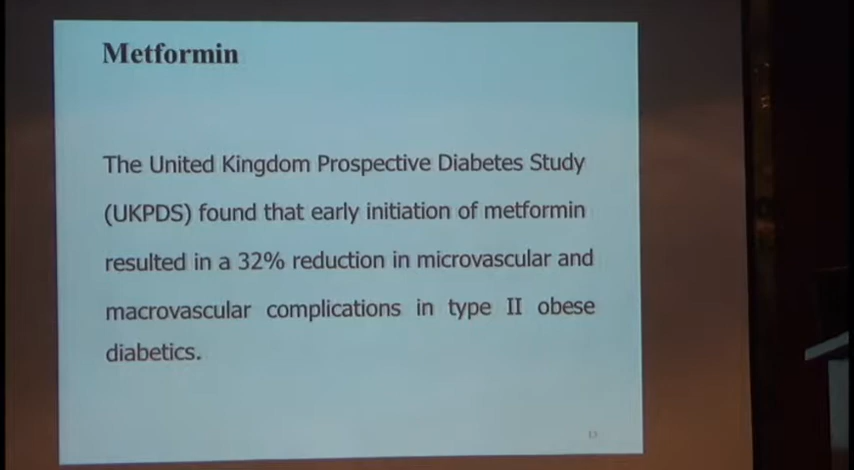 Metformin
The United Kingdom Prospective Diabetes Study
(UKPDS) found that early initiation of metformin
resulted in a 32% reduction in microvascular and
macrovascular complications in type II obese
diabetics.